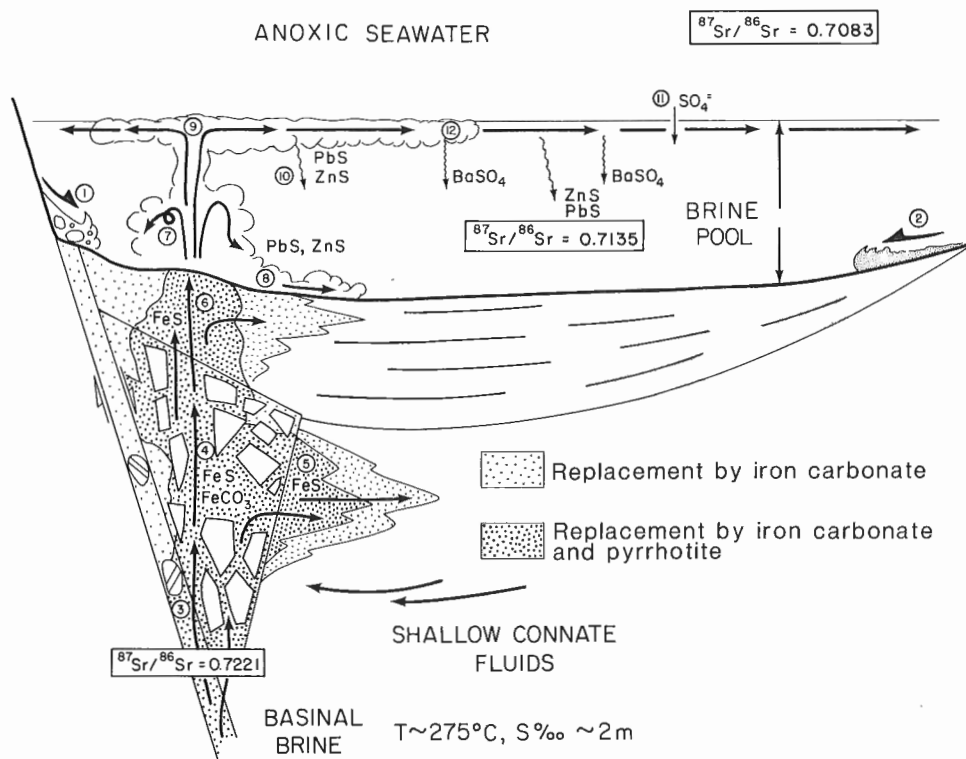 ANOXIC SEAWATER
⁸⁷Sr/⁸⁶Sr = 0.7083
⑪ SO₄⁼
⑨
⑫
PbS
ZnS
⑩
BaSO₄
ZnS
PbS
BaSO₄
①
⑦
PbS, ZnS
⁸⁷Sr/⁸⁶Sr = 0.7135
BRINE
POOL
②
⑧
⑥
FeS
④
FeS
FeCO₃
⑤
FeS
Replacement by iron carbonate
Replacement by iron carbonate
and pyrrhotite
③
SHALLOW CONNATE
FLUIDS
⁸⁷Sr/⁸⁶Sr = 0.7221
BASINAL
BRINE
T~275°C, S‰ ~2m